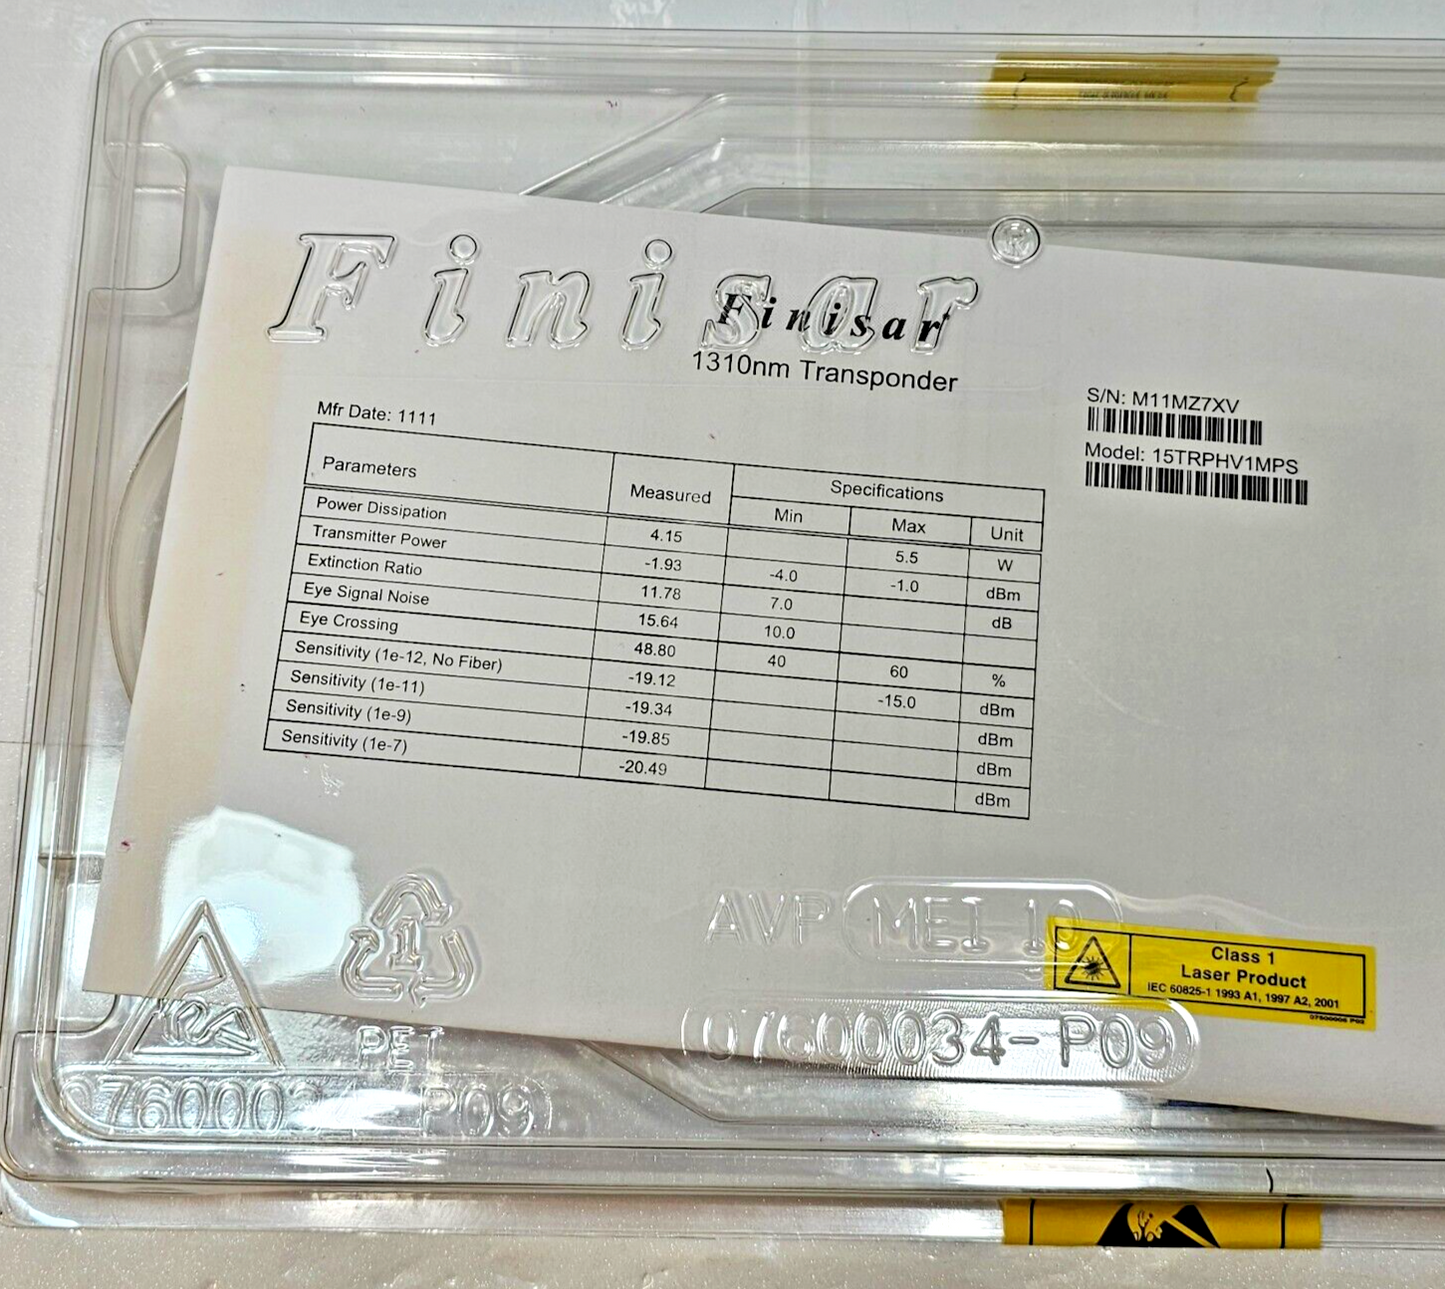 Finisar
R
Finisar
1310nm Transponder
S/N: M11MZ7XV
Model: 15TRPHV1MPS
Mfr Date: 1111
Parameters Measured Specifications
Min Max Unit
Power Dissipation 4.15 5.5 W
Transmitter Power -1.93 -4.0 -1.0 dBm
Extinction Ratio 11.78 7.0 dB
Eye Signal Noise 15.64 10.0
Eye Crossing 48.80 40 60 %
Sensitivity (1e-12, No Fiber) -19.12 -15.0 dBm
Sensitivity (1e-11) -19.34 dBm
Sensitivity (1e-9) -19.85 dBm
Sensitivity (1e-7) -20.49 dBm
AVP MEI 10
Class 1
Laser Product
IEC 60825-1 1993 A1, 1997 A2, 2001
1
PET
07600034-P09
P09